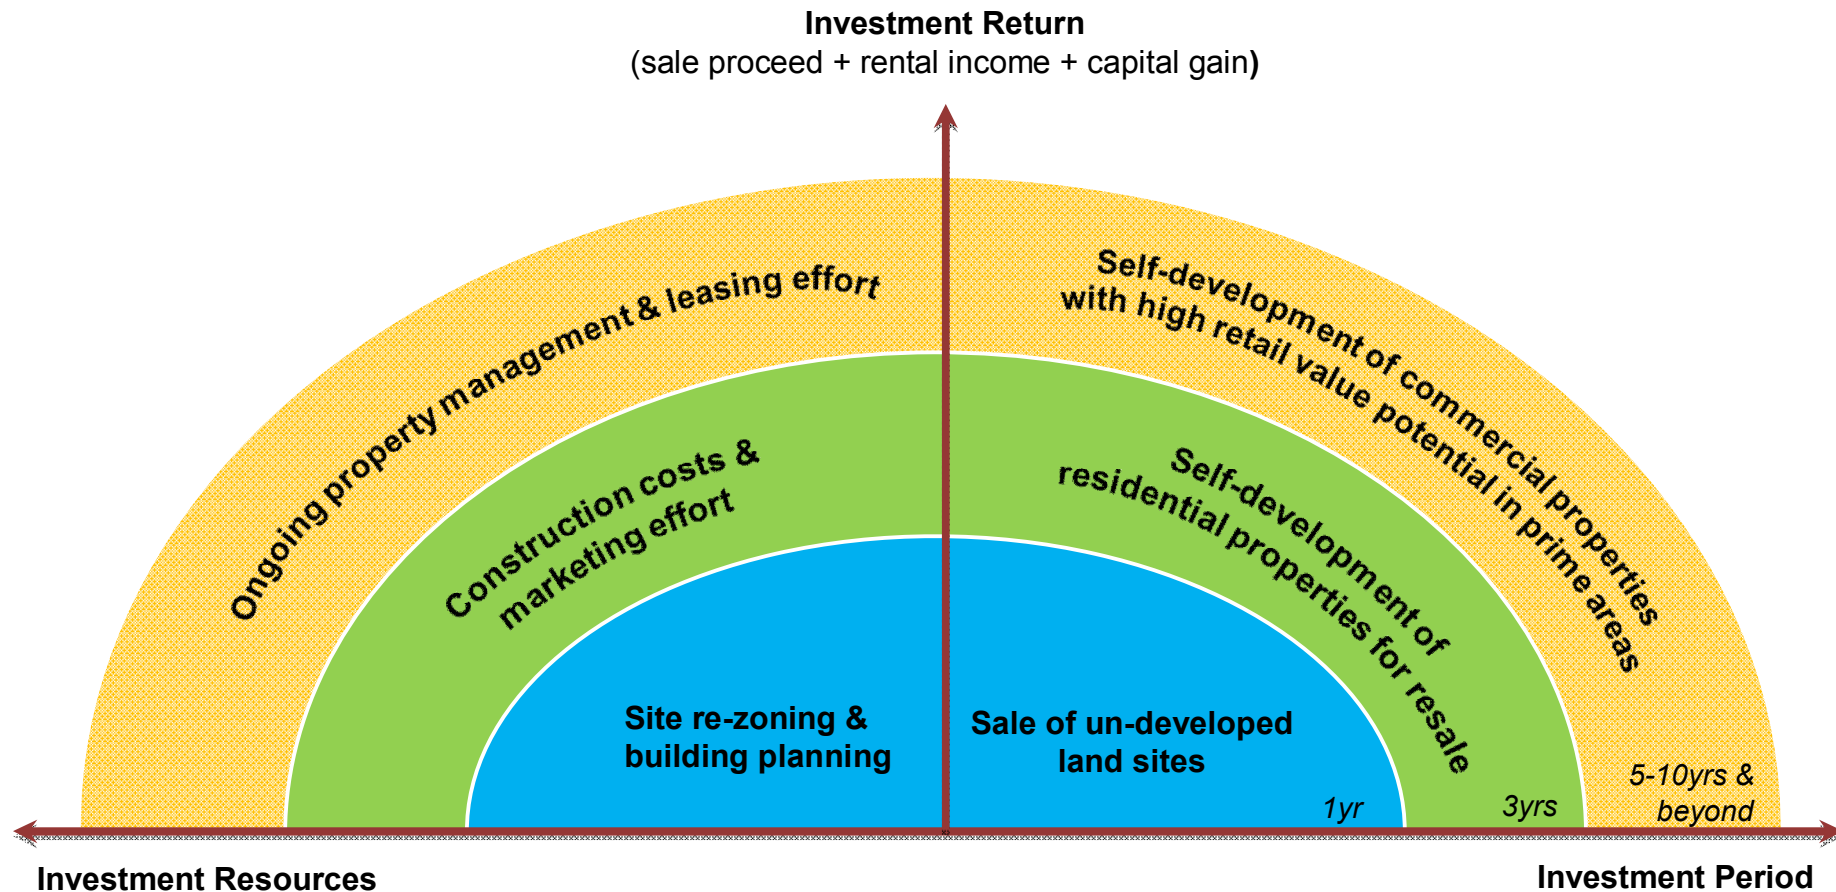 Investment Return
(sale proceed + rental income + capital gain)
Ongoing property management & leasing effort
Self-development of commercial properties
with high retail value potential in prime areas
Construction costs &
marketing effort
Self-development of
residential properties for resale
Site re-zoning &
building planning
Sale of un-developed
land sites
1yr
3yrs
5-10yrs &
beyond
Investment Resources
Investment Period